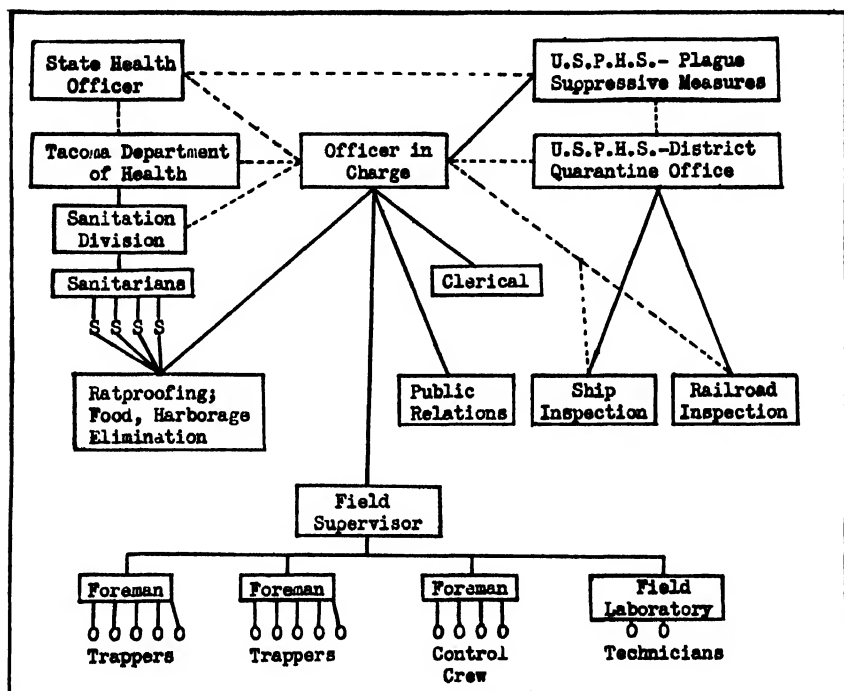 State Health
Officer
U.S.P.H.S.- Plague
Suppressive Measures
Tacoma Department
of Health
Officer in
Charge
U.S.P.H.S.-District
Quarantine Office
Sanitation
Division
Sanitarians
S S S S
Clerical
Ratproofing;
Food, Harborage
Elimination
Public
Relations
Ship
Inspection
Railroad
Inspection
Field
Supervisor
Foreman
O O O O O
Trappers
Foreman
O O O O O
Trappers
Foreman
O O O O
Control
Crew
Field
Laboratory
O O
Technicians